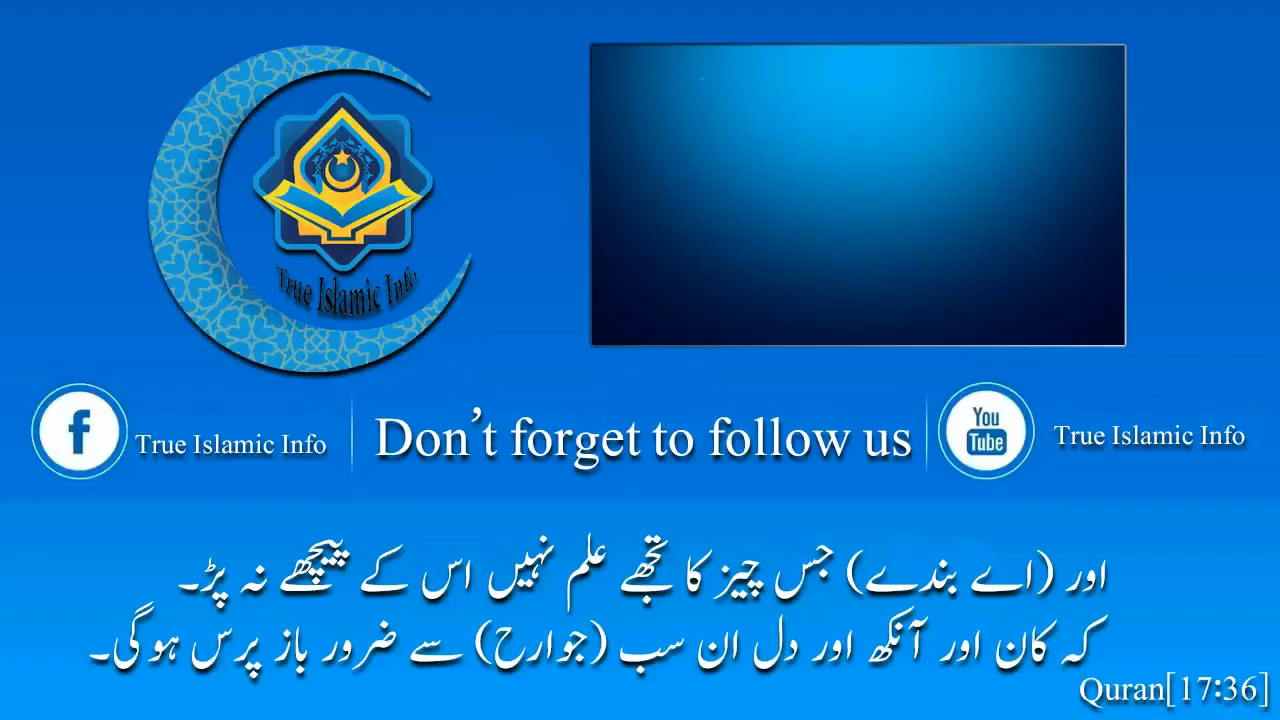 True Islamic Info
True Islamic Info
Don't forget to follow us
You
Tube
True Islamic Info
اور (اے بندے) جس چیز کا تجھے علم نہیں اس کے پیچھے نہ پڑ۔
کہ کان اور آنکھ اور دل ان سب (جوارح) سے ضرور باز پرس ہوگی۔
Quran[17:36]